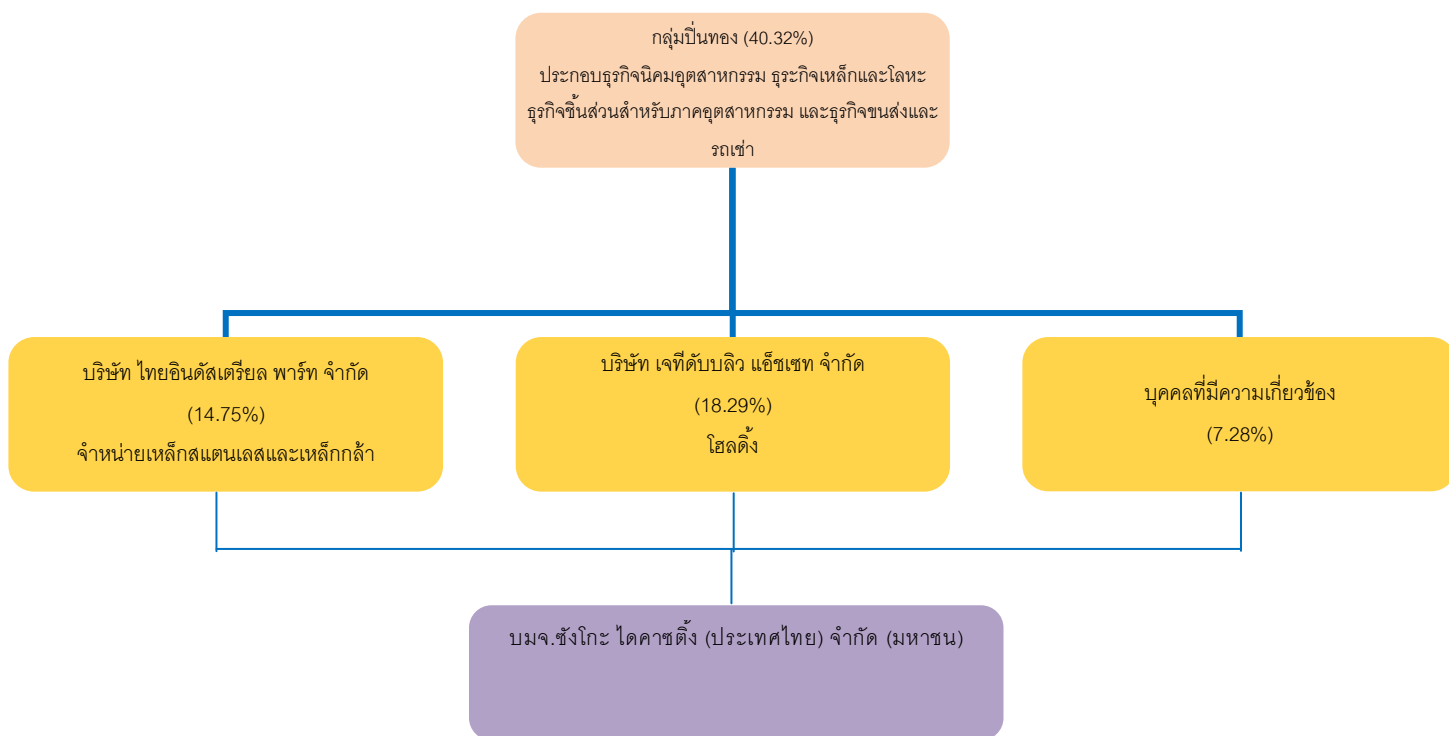 กลุ่มปิ่นทอง (40.32%)
ประกอบธุรกิจนิคมอุตสาหกรรม ธุระกิจเหล็กและโลหะ
ธุรกิจชิ้นส่วนสำหรับภาคอุตสาหกรรม และธุรกิจขนส่งและ
รถเช่า
บริษัท ไทยอินดัสเตรียล พาร์ท จำกัด
(14.75%)
จำหน่ายเหล็กสแตนเลสและเหล็กกล้า
บริษัท เจทีดับบลิว แอ็ชเซท จำกัด
(18.29%)
โฮลดิ้ง
บุคคลที่มีความเกี่ยวข้อง
(7.28%)
บมจ.ซังโกะ ไดคาซติ้ง (ประเทศไทย) จำกัด (มหาชน)